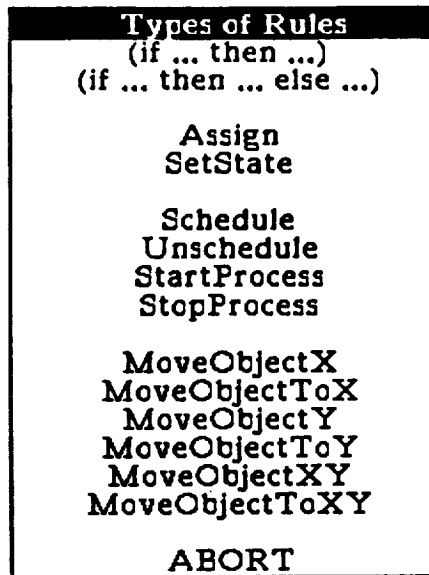 Types of Rules
(if ... then ...)
(if ... then ... else ...)
Assign
SetState
Schedule
Unschedule
StartProcess
StopProcess
MoveObjectX
MoveObjectToX
MoveObjectY
MoveObjectToY
MoveObjectXY
MoveObjectToXY
ABORT